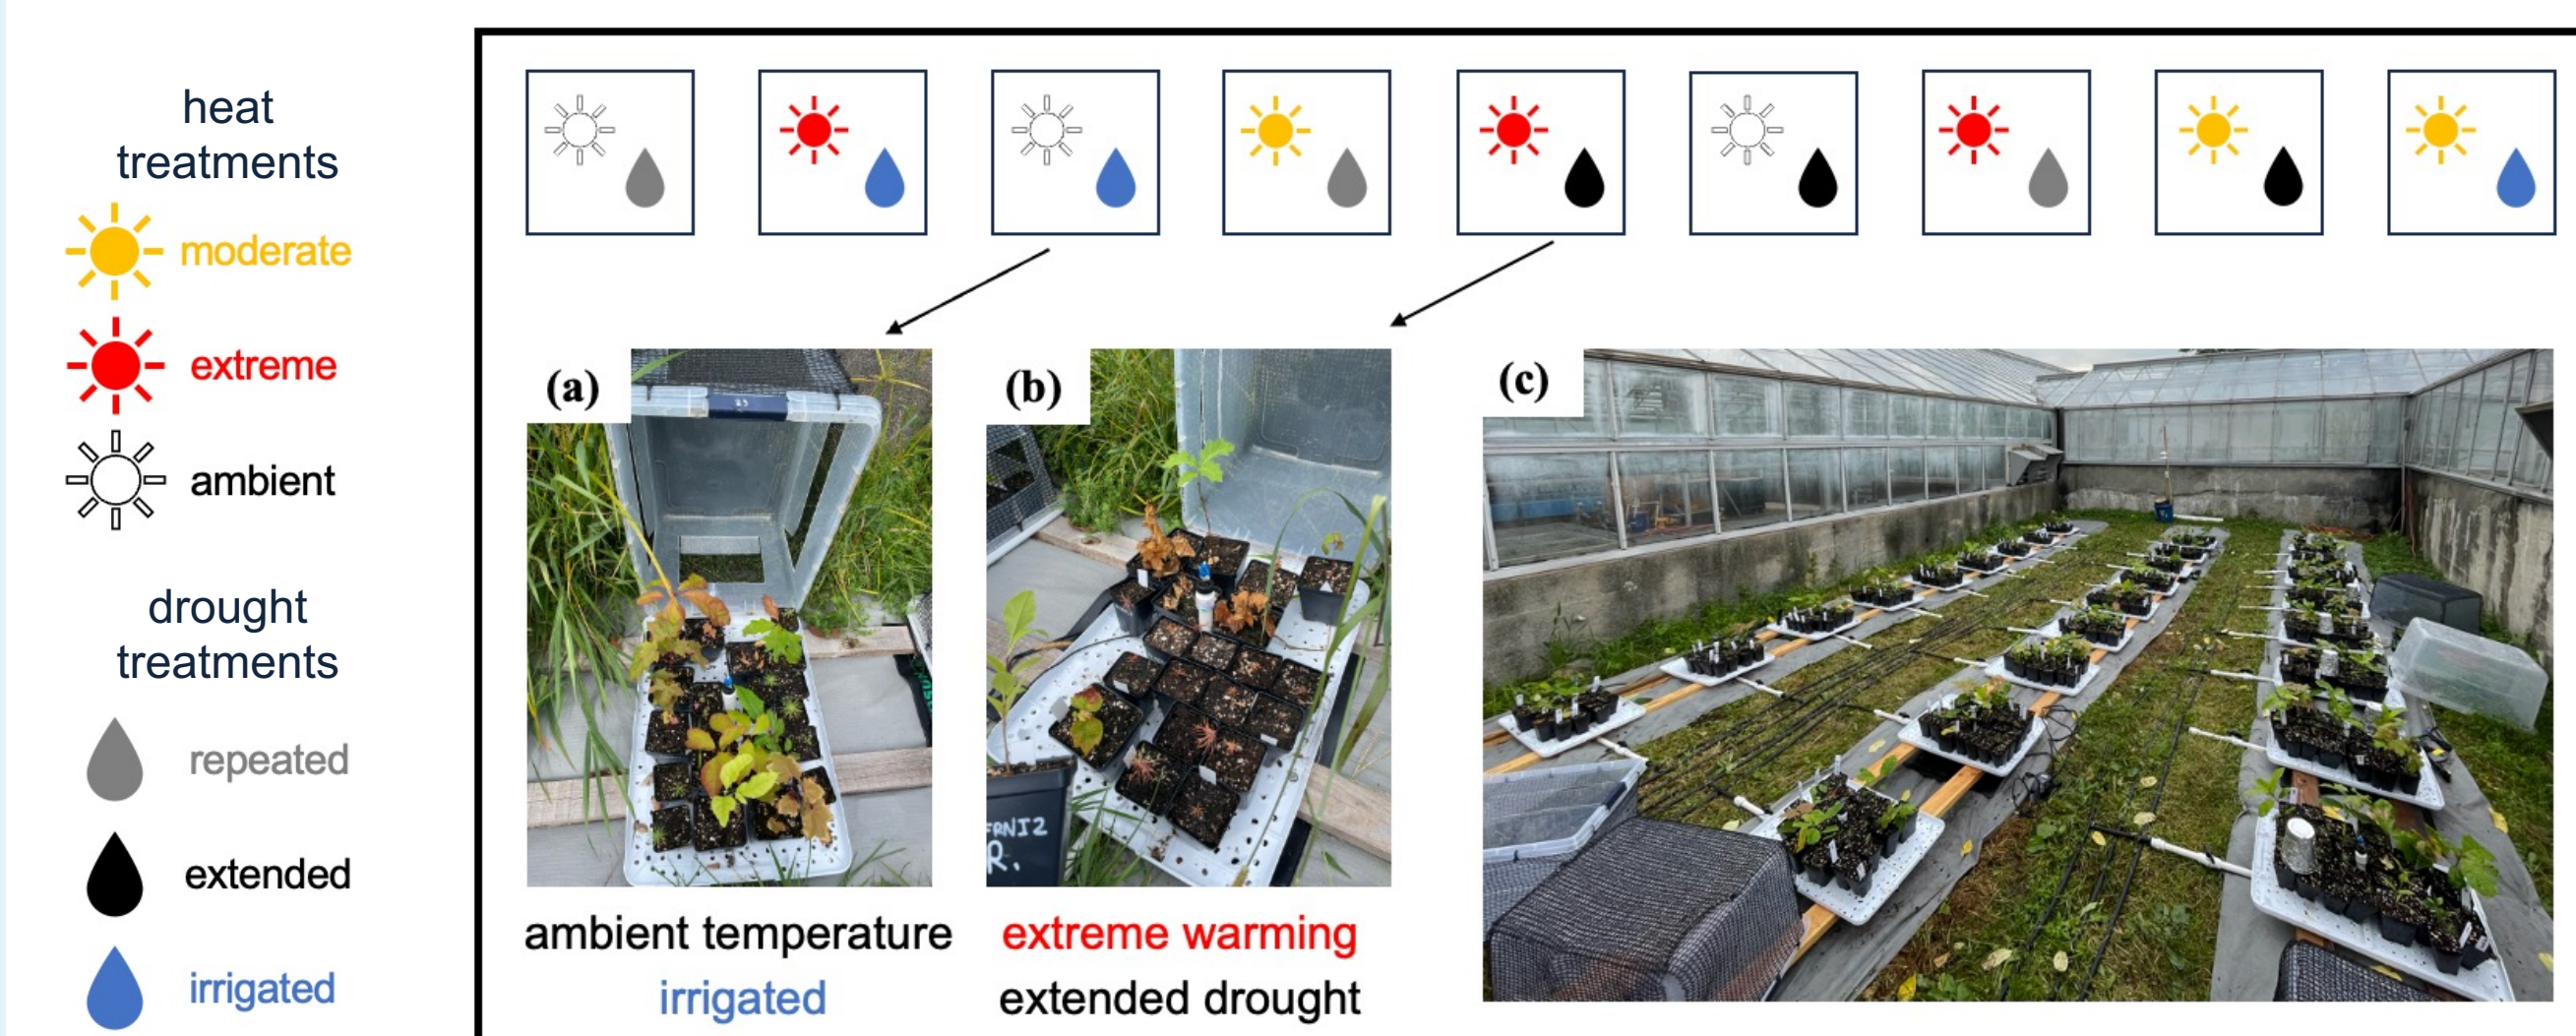 heat
treatments
moderate
extreme
ambient
drought
treatments
repeated
extended
irrigated
(a)
(b)
(c)
R.
ambient temperature
irrigated
extreme warming
extended drought